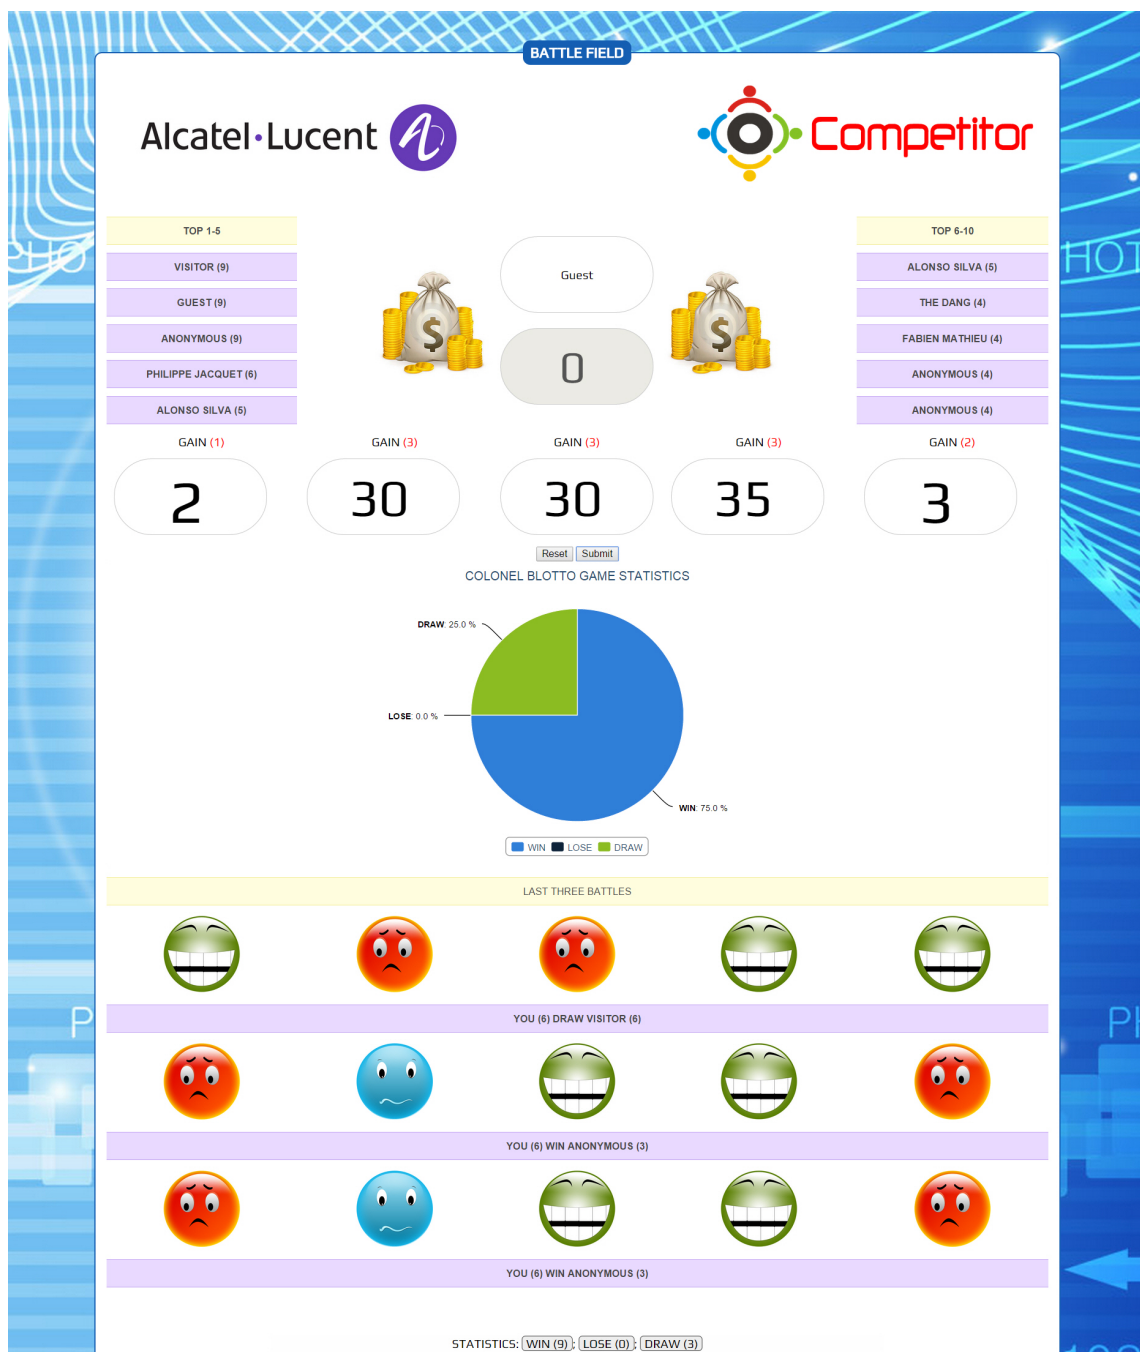 BATTLE FIELD
Alcatel·Lucent
Competitor
TOP 1-5
TOP 6-10
VISITOR (9)
ALONSO SILVA (5)
GUEST (9)
THE DANG (4)
ANONYMOUS (9)
FABIEN MATHIEU (4)
PHILIPPE JACQUET (6)
ANONYMOUS (4)
ALONSO SILVA (5)
ANONYMOUS (4)
Guest
0
$
$
GAIN (1)
GAIN (3)
GAIN (3)
GAIN (3)
GAIN (2)
2
30
30
35
3
Reset
Submit
COLONEL BLOTTO GAME STATISTICS
DRAW: 25.0 %
LOSE: 0.0 %
WIN: 75.0 %
WIN LOSE DRAW
LAST THREE BATTLES
YOU (6) DRAW VISITOR (6)
YOU (6) WIN ANONYMOUS (3)
YOU (6) WIN ANONYMOUS (3)
STATISTICS: WIN (9); LOSE (0); DRAW (3)
PHO
HOT
P
PH